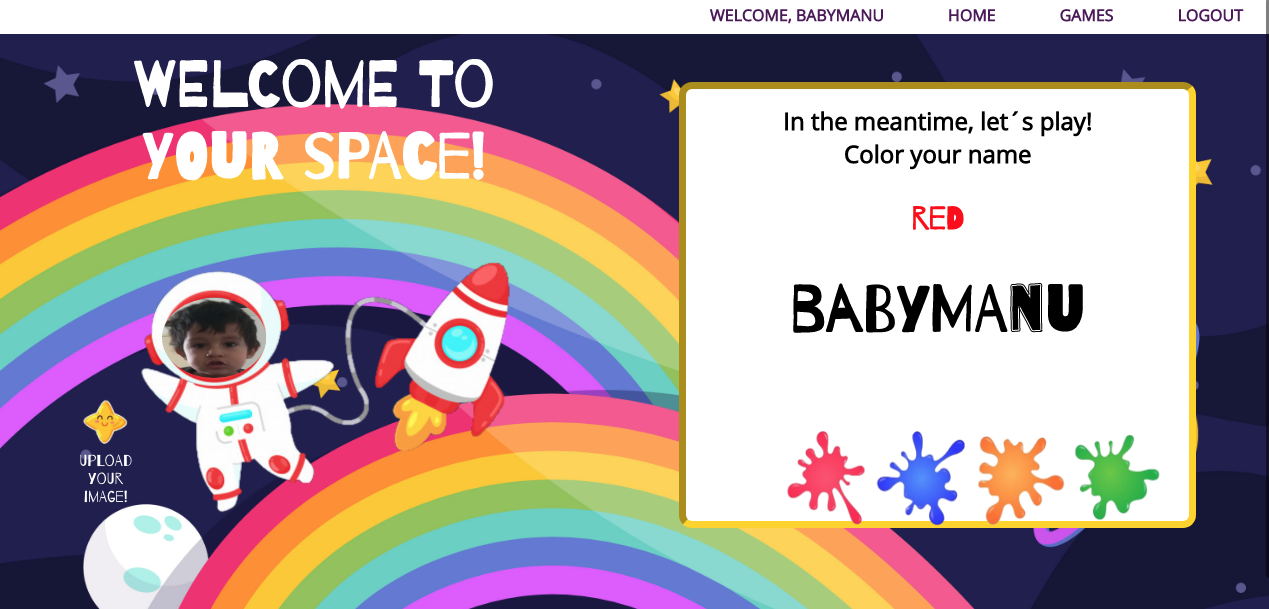 WELCOME, BABYMANU HOME GAMES LOGOUT
WELCOME TO
YOUR SPACE!
In the meantime, let´s play!
Color your name
RED
BABYMANU
UPLOAD
YOUR
IMAGE!